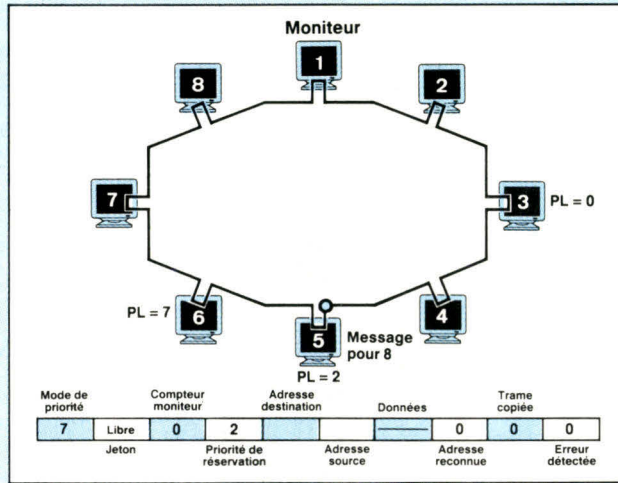 Moniteur
1
8
2
7
3 PL = 0
PL = 7
6
4
5
Message
pour 8
PL = 2
Mode de
priorité
Compteur
moniteur
Adresse
destination
Données
Trame
copiée
7 Libre 0 2 0 0 0
Jeton
Priorité de
réservation
Adresse
source
Adresse
reconnue
Erreur
détectée